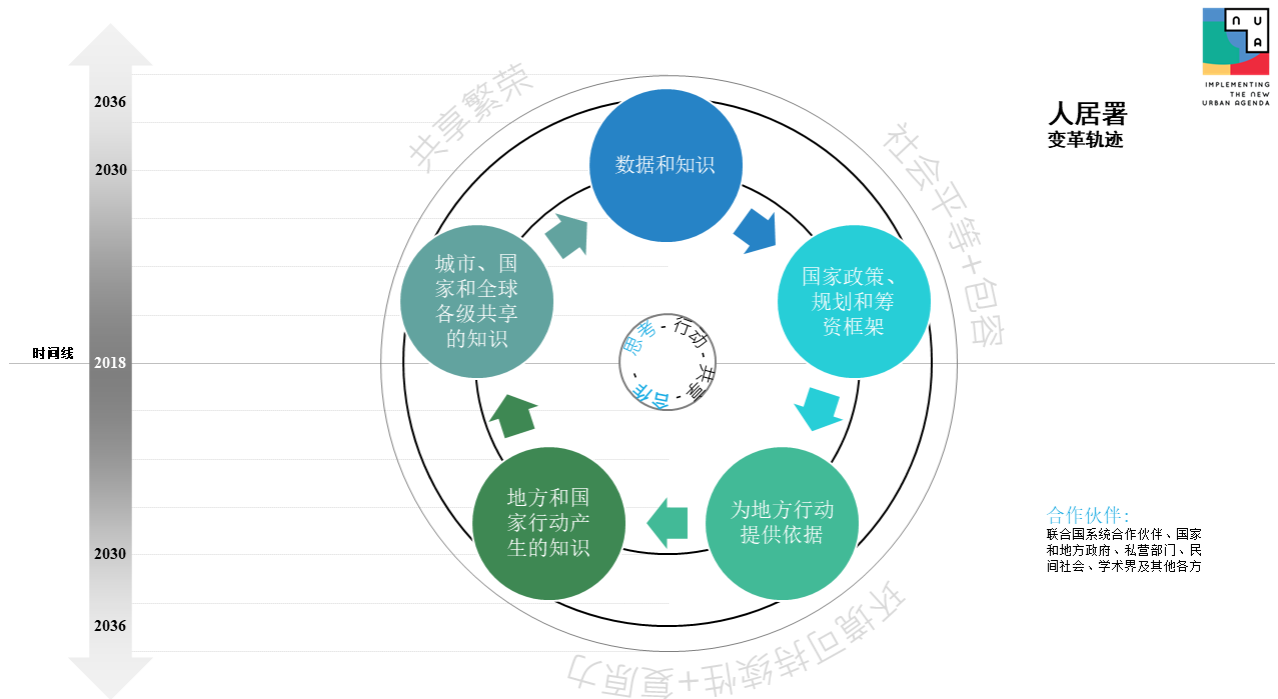 NUA
IMPLEMENTING
THE NEW
URBAN AGENDA
人居署
变革轨迹
2036
2030
时间线
2018
2030
2036
共享繁荣
社会平等+包容
环境可持续性+复原力
数据和知识
国家政策、
规划和筹
资框架
为地方行动
提供依据
地方和国
家行动产
生的知识
城市、国
家和全球
各级共享
的知识
思考-行动-共享-合作-
合作伙伴:
联合国系统合作伙伴、国家
和地方政府、私营部门、民
间社会、学术界及其他各方